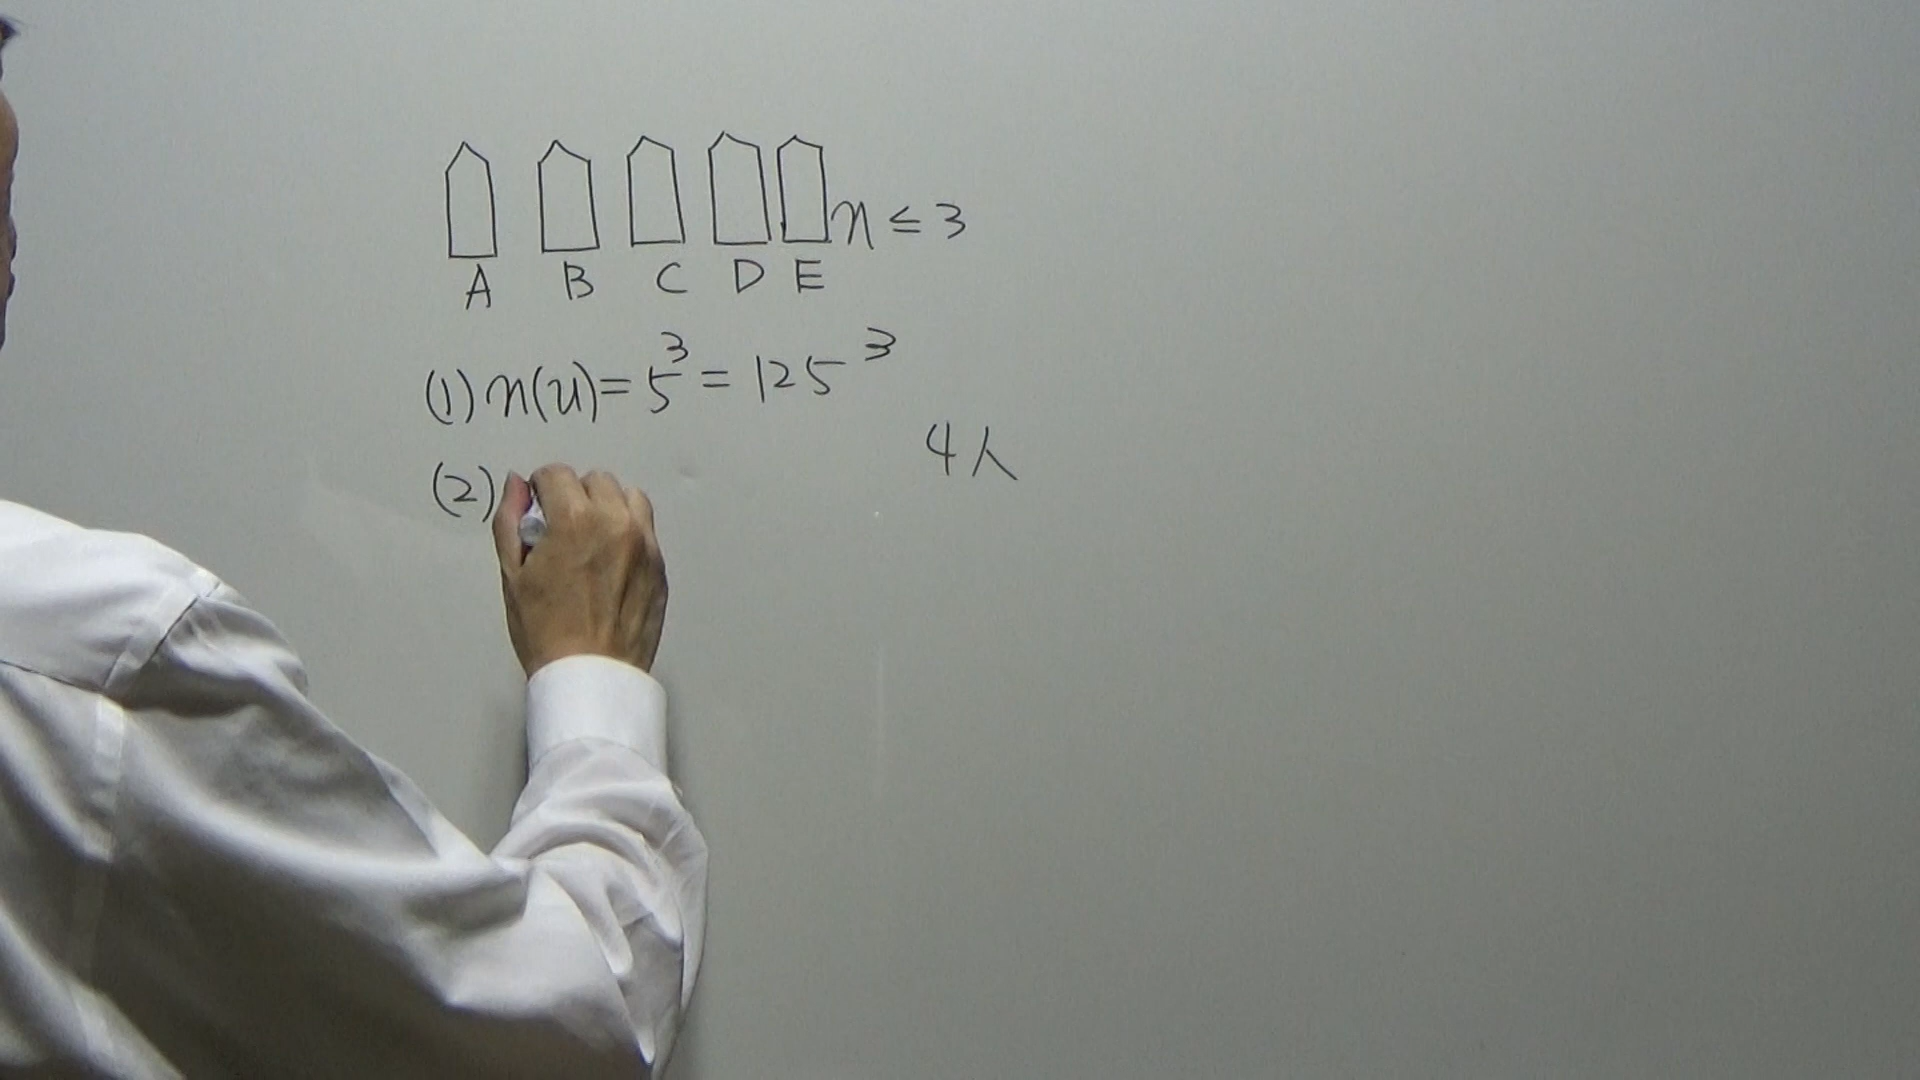 n ≤ 3
A B C D E
(1) n(U) = 5³ = 125 ³
4人
(2)